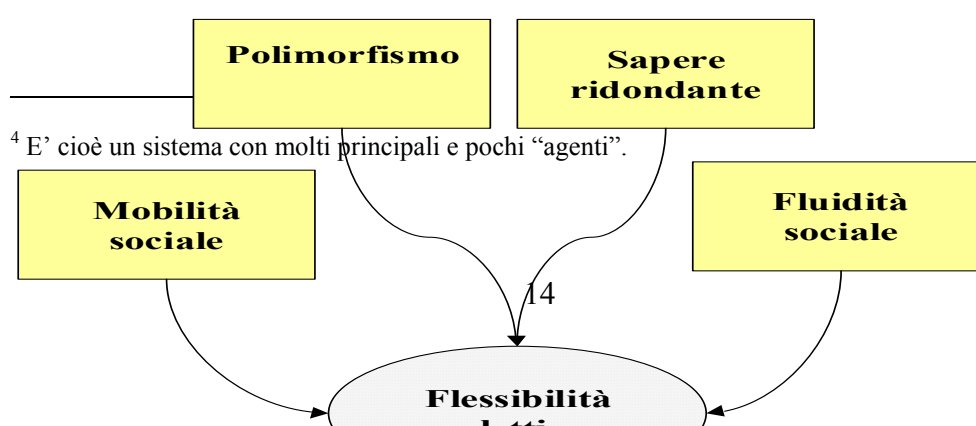 Polimorfismo
Sapere
ridondante
⁴ E’ cioè un sistema con molti principali e pochi “agenti”.
Mobilità
sociale
Fluidità
sociale
14
Flessibilità